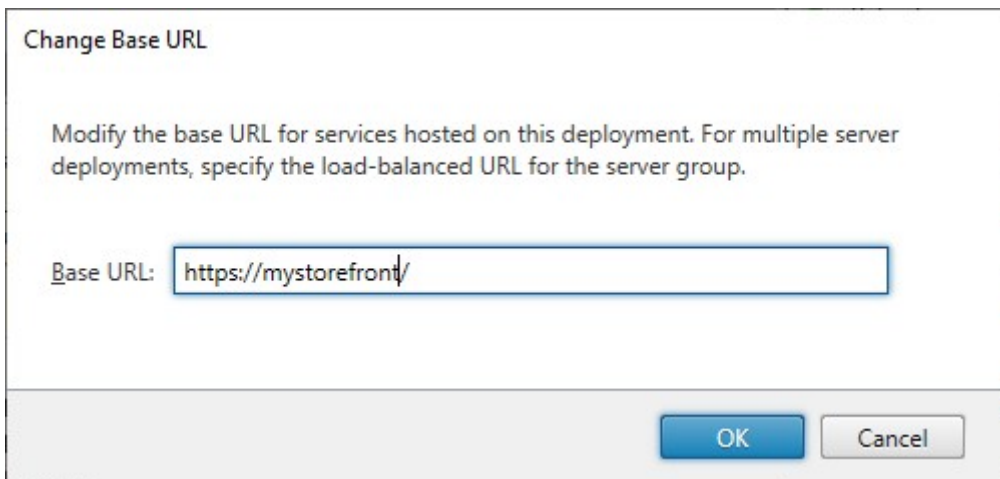 Change Base URL
Modify the base URL for services hosted on this deployment. For multiple server
deployments, specify the load-balanced URL for the server group.
Base URL: https://mystorefront/
OK Cancel